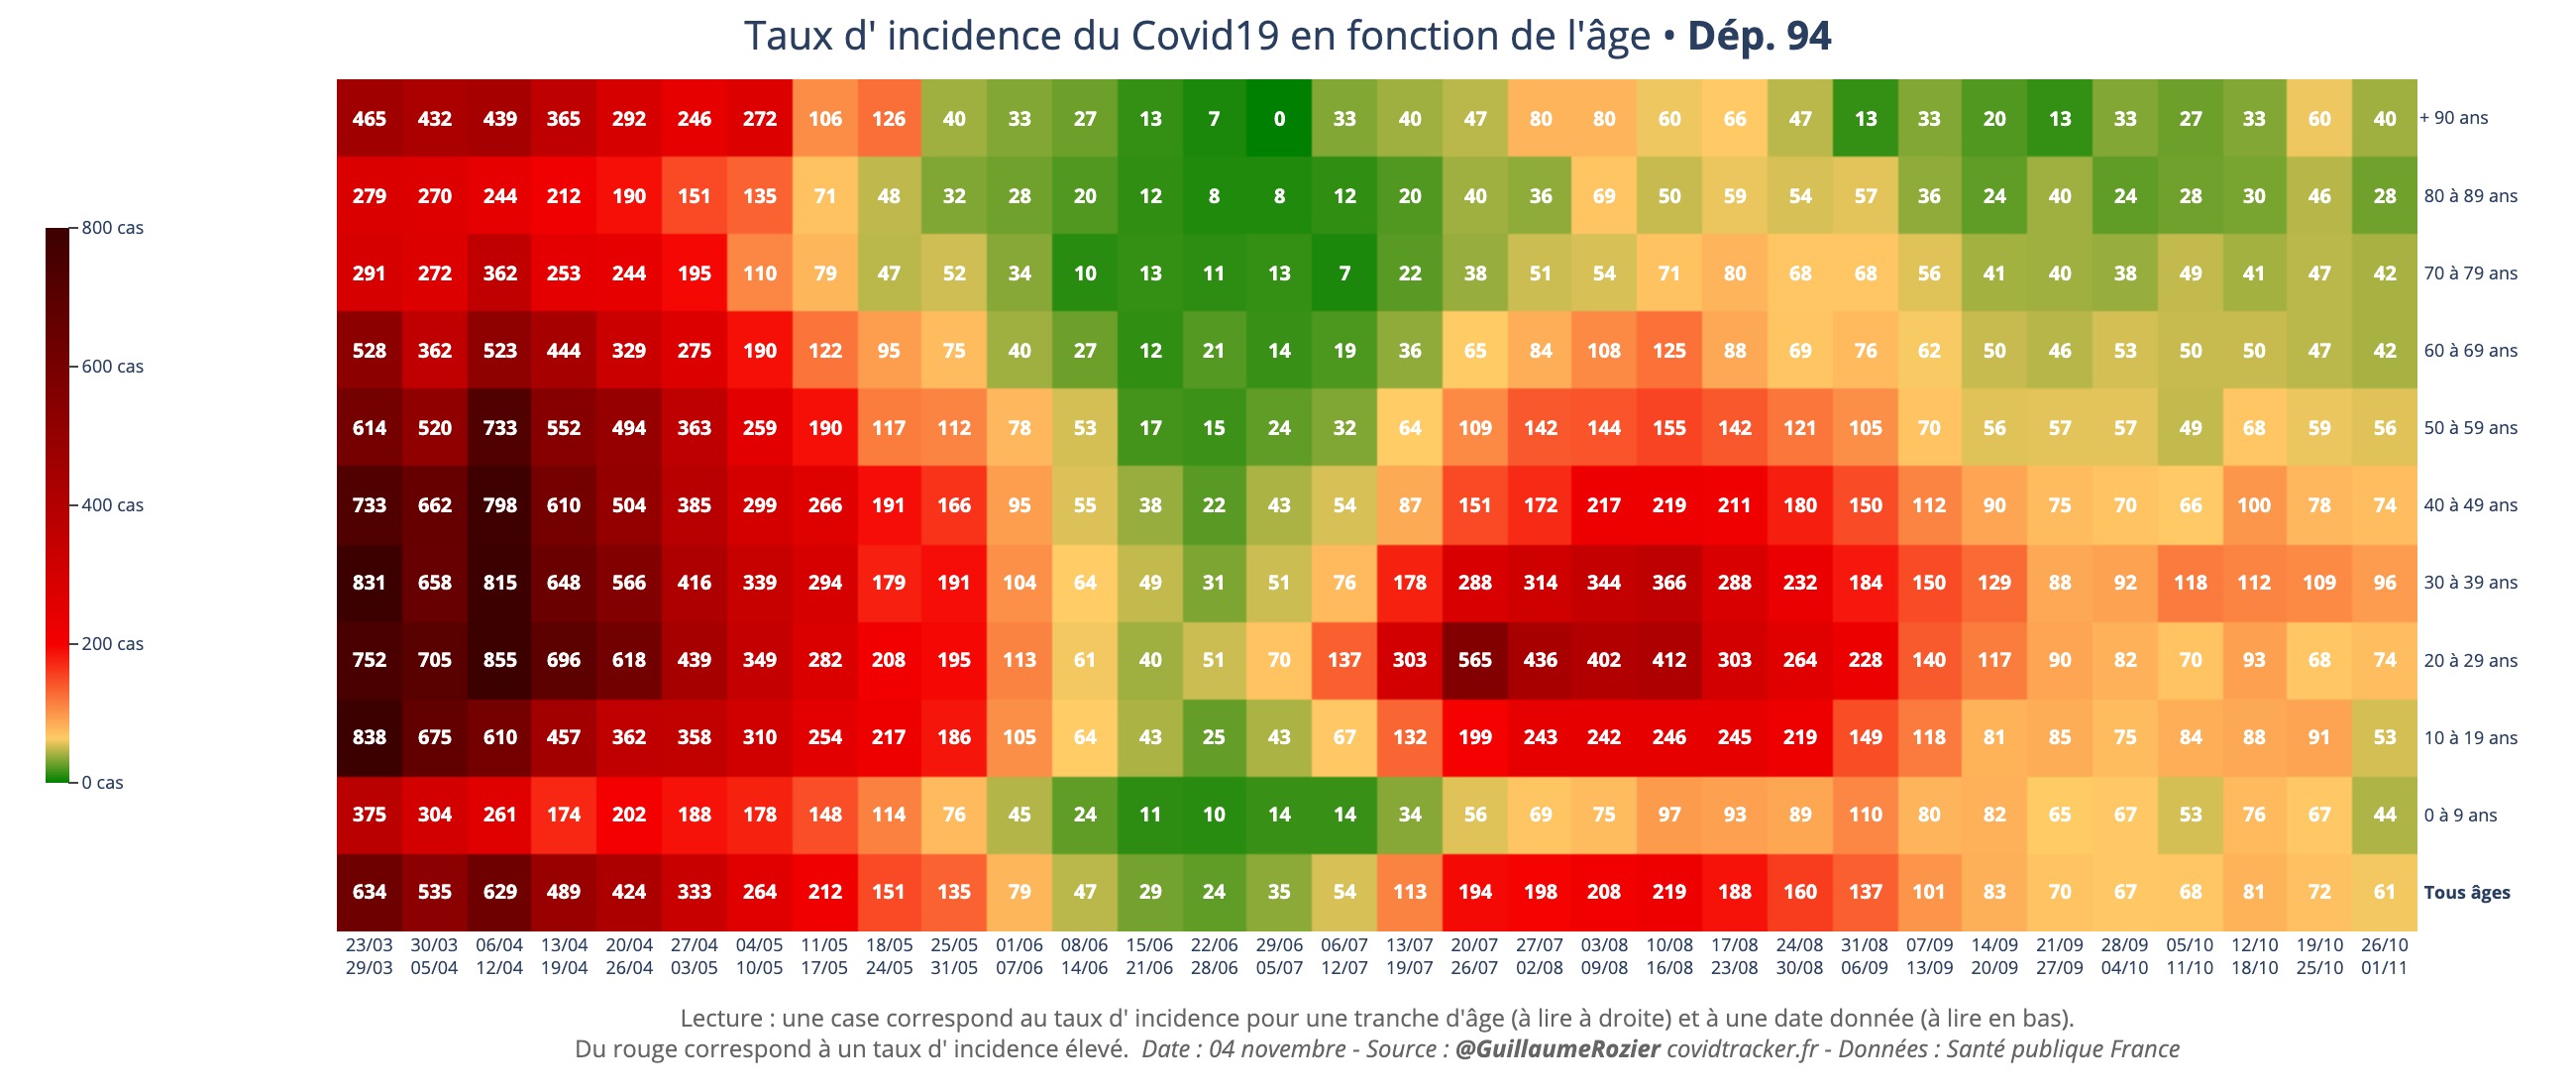 Taux d' incidence du Covid19 en fonction de l'âge • Dép. 94
465 432 439 365 292 246 272 106 126 40 33 27 13 7 0 33 40 47 80 80 60 66 47 13 33 20 13 33 27 33 60 40 + 90 ans
279 270 244 212 190 151 135 71 48 32 28 20 12 8 8 12 20 40 36 69 50 59 54 57 36 24 40 24 28 30 46 28 80 à 89 ans
291 272 362 253 244 195 110 79 47 52 34 10 13 11 13 7 22 38 51 54 71 80 68 68 56 41 40 38 49 41 47 42 70 à 79 ans
528 362 523 444 329 275 190 122 95 75 40 27 12 21 14 19 36 65 84 108 125 88 69 76 62 50 46 53 50 50 47 42 60 à 69 ans
614 520 733 552 494 363 259 190 117 112 78 53 17 15 24 32 64 109 142 144 155 142 121 105 70 56 57 57 49 68 59 56 50 à 59 ans
733 662 798 610 504 385 299 266 191 166 95 55 38 22 43 54 87 151 172 217 219 211 180 150 112 90 75 70 66 100 78 74 40 à 49 ans
831 658 815 648 566 416 339 294 179 191 104 64 49 31 51 76 178 288 314 344 366 288 232 184 150 129 88 92 118 112 109 96 30 à 39 ans
752 705 855 696 618 439 349 282 208 195 113 61 40 51 70 137 303 565 436 402 412 303 264 228 140 117 90 82 70 93 68 74 20 à 29 ans
838 675 610 457 362 358 310 254 217 186 105 64 43 25 43 67 132 199 243 242 246 245 219 149 118 81 85 75 84 88 91 53 10 à 19 ans
375 304 261 174 202 188 178 148 114 76 45 24 11 10 14 14 34 56 69 75 97 93 89 110 80 82 65 67 53 76 67 44 0 à 9 ans
634 535 629 489 424 333 264 212 151 135 79 47 29 24 35 54 113 194 198 208 219 188 160 137 101 83 70 67 68 81 72 61 Tous âges
23/03 30/03 06/04 13/04 20/04 27/04 04/05 11/05 18/05 25/05 01/06 08/06 15/06 22/06 29/06 06/07 13/07 20/07 27/07 03/08 10/08 17/08 24/08 31/08 07/09 14/09 21/09 28/09 05/10 12/10 19/10 26/10
29/03 05/04 12/04 19/04 26/04 03/05 10/05 17/05 24/05 31/05 07/06 14/06 21/06 28/06 05/07 12/07 19/07 26/07 02/08 09/08 16/08 23/08 30/08 06/09 13/09 20/09 27/09 04/10 11/10 18/10 25/10 01/11
800 cas
600 cas
400 cas
200 cas
0 cas
Lecture : une case correspond au taux d' incidence pour une tranche d'âge (à lire à droite) et à une date donnée (à lire en bas).
Du rouge correspond à un taux d' incidence élevé. Date : 04 novembre - Source : @GuillaumeRozier covidtracker.fr - Données : Santé publique France